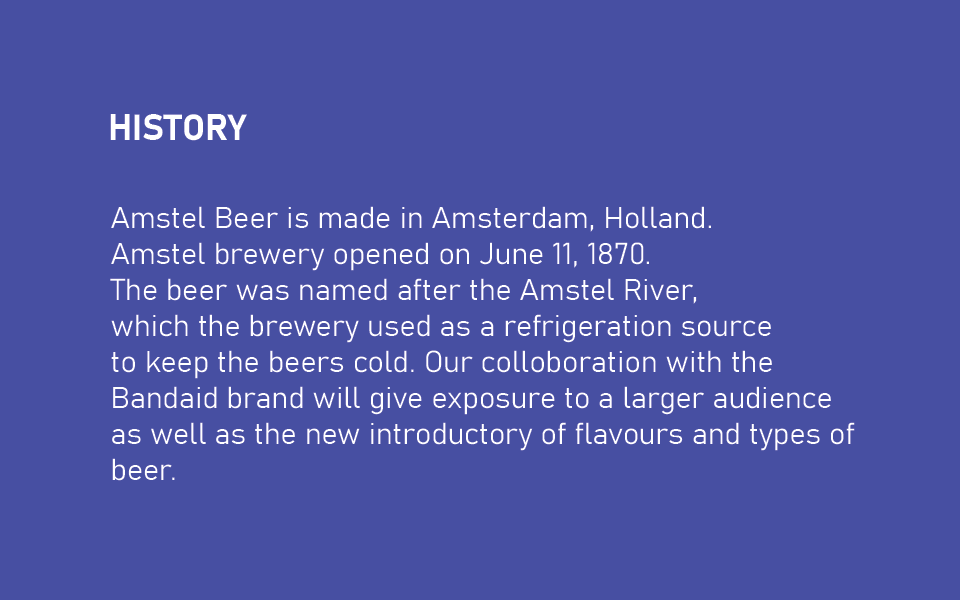 HISTORY
Amstel Beer is made in Amsterdam, Holland.
Amstel brewery opened on June 11, 1870.
The beer was named after the Amstel River,
which the brewery used as a refrigeration source
to keep the beers cold. Our colloboration with the
Bandaid brand will give exposure to a larger audience
as well as the new introductory of flavours and types of
beer.